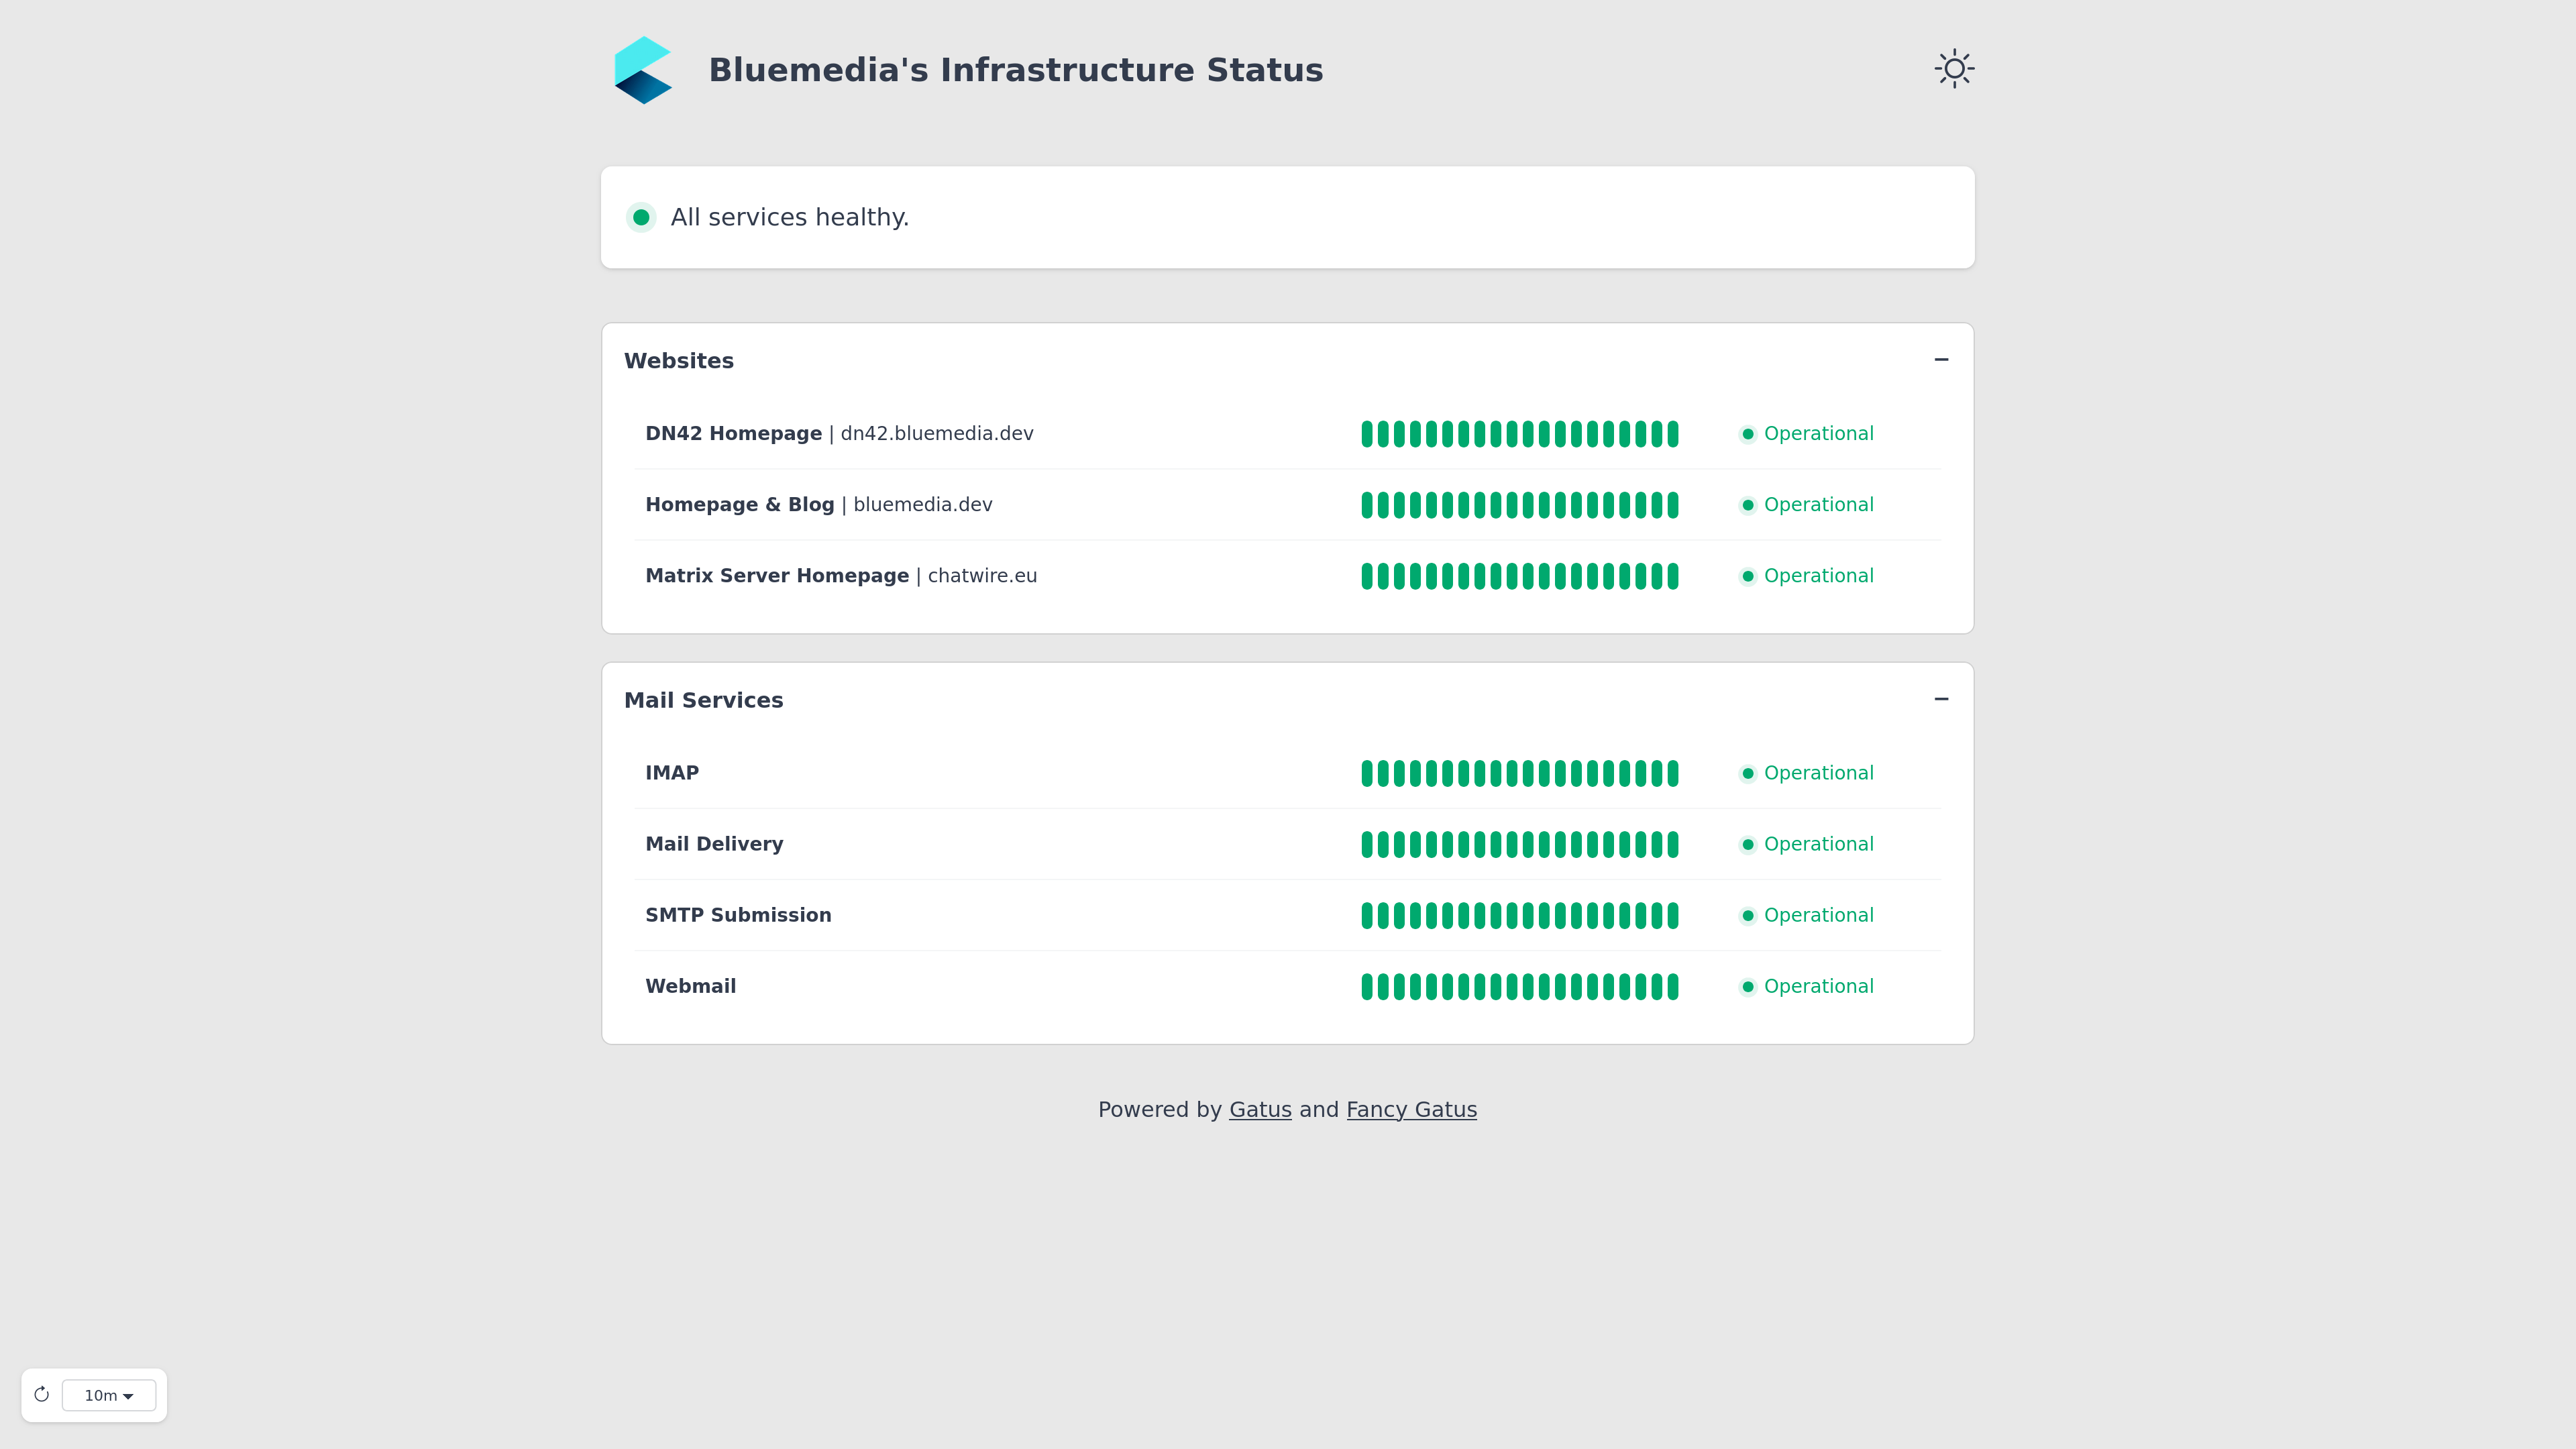 Bluemedia's Infrastructure Status
All services healthy.
Websites
DN42 Homepage | dn42.bluemedia.dev Operational
Homepage & Blog | bluemedia.dev Operational
Matrix Server Homepage | chatwire.eu Operational
Mail Services
IMAP Operational
Mail Delivery Operational
SMTP Submission Operational
Webmail Operational
Powered by Gatus and Fancy Gatus
10m